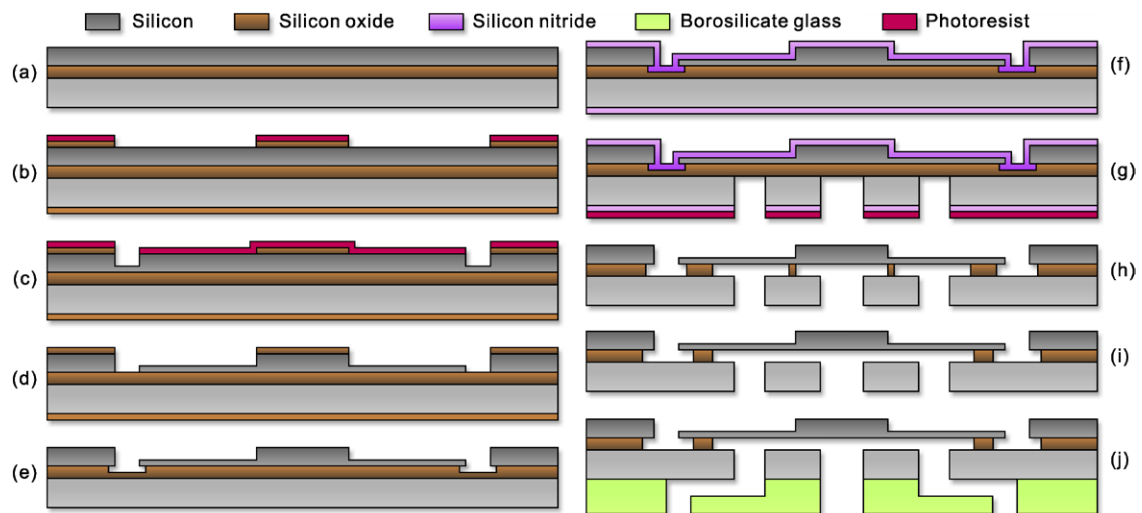 Silicon Silicon oxide Silicon nitride Borosilicate glass Photoresist
(a)
(b)
(c)
(d)
(e)
(f)
(g)
(h)
(i)
(j)